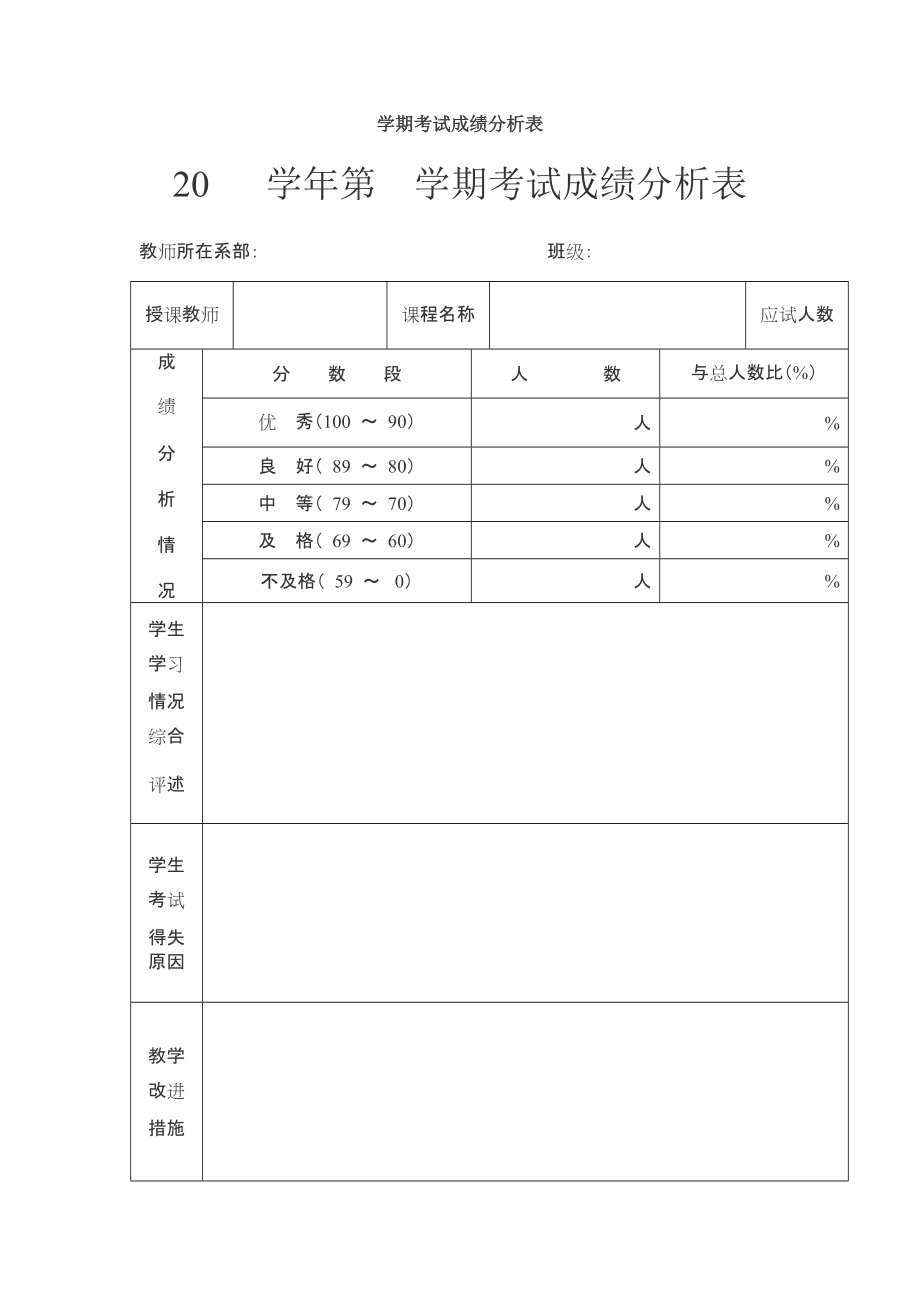 学期考试成绩分析表
20 学年第 学期考试成绩分析表
教师所在系部: 班级:
授课教师 课程名称 应试人数
成绩分析情况
分 数 段 人 数 与总人数比(%)
优 秀(100 ～ 90) 人 %
良 好( 89 ～ 80) 人 %
中 等( 79 ～ 70) 人 %
及 格( 69 ～ 60) 人 %
不及格( 59 ～ 0) 人 %
学生
学习
情况
综合
评述
学生
考试
得失
原因
教学
改进
措施